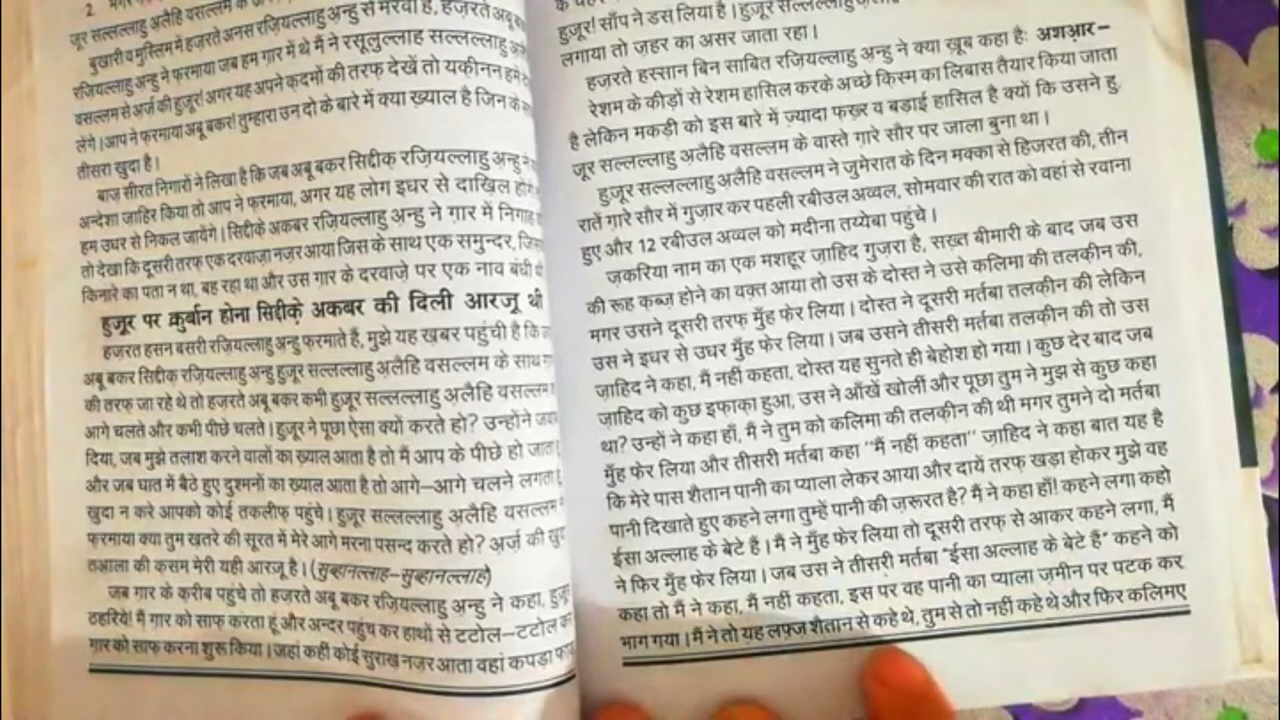 2
जूर सल्लल्लाहु अलैहि वसल्लम के
बुख़ारी व मुस्लिम में हज़रते अनस रज़ियल्लाहु अन्हु से मरवी है, हज़रते अबू
रज़ियल्लाहु अन्हु ने फ़रमाया जब हम ग़ार में थे मैं ने रसूलुल्लाह सल्लल्लाहु
वसल्लम से अर्ज़ की हुज़ूर! अगर यह अपने क़दमों की तरफ़ देखें तो यक़ीनन हमें
लेंगे। आप ने फ़रमाया अबू बकर! तुम्हारा उन दो के बारे में क्या ख़्याल है जिन के
तीसरा खुदा है।
बाज़ सीरत निगारों ने लिखा है कि जब अबू बकर सिद्दीक़ रज़ियल्लाहु अन्हु ने
अन्देशा ज़ाहिर किया तो आप ने फ़रमाया, अगर यह लोग इधर से दाख़िल
हम उधर से निकल जायेंगे। सिद्दीक़े अकबर रज़ियल्लाहु अन्हु ने ग़ार में निगाह
तो देखा कि दूसरी तरफ़ एक दरवाज़ा नज़र आया जिस के साथ एक समुन्दर,
किनारे का पता न था, बह रहा था और उस ग़ार के दरवाज़े पर एक नाव बंधी थी
हुज़ूर पर क़ुर्बान होना सिद्दीक़े अकबर की दिली आरज़ू थी
हज़रत हसन बसरी रज़ियल्लाहु अन्हु फ़रमाते हैं, मुझे यह ख़बर पहुंची है कि
अबू बकर सिद्दीक़ रज़ियल्लाहु अन्हु हुज़ूर सल्लल्लाहु अलैहि वसल्लम के साथ
की तरफ़ जा रहे थे तो हज़रते अबू बकर कभी हुज़ूर सल्लल्लाहु अलैहि वसल्लम
आगे चलते और कभी पीछे चलते। हुज़ूर ने पूछा ऐसा क्यों करते हो? उन्होंने
दिया, जब मुझे तलाश करने वालों का ख़्याल आता है तो मैं आप के पीछे हो जाता
और जब घात में बैठे हुए दुश्मनों का ख़्याल आता है तो आगे–आगे चलने लगता
खुदा न करे आपको कोई तकलीफ़ पहुंचे। हुज़ूर सल्लल्लाहु अलैहि वसल्लम ने
फ़रमाया क्या तुम ख़तरे की सूरत में मेरे आगे मरना पसन्द करते हो? अर्ज़ की
तआला की क़सम मेरी यही आरज़ू है। (सुब्हानल्लाह–सुब्हानल्लाह)
जब ग़ार के क़रीब पहुंचे तो हज़रते अबू बकर रज़ियल्लाहु अन्हु ने कहा,
ठहरिये! मैं ग़ार को साफ़ करता हूं और अन्दर पहुंच कर हाथों से टटोल–टटोल
ग़ार को साफ़ करना शुरू किया। जहां कहीं कोई सुराख़ नज़र आता वहां कपड़ा
हुज़ूर! साँप ने डस लिया है। हुज़ूर
लगाया तो ज़हर का असर जाता रहा।
हज़रते हस्सान बिन साबित रज़ियल्लाहु अन्हु ने क्या ख़ूब कहा है: अशआ़र–
रेशम के कीड़ों से रेशम हासिल करके अच्छे क़िस्म का लिबास तैयार किया जाता
है लेकिन मकड़ी को इस बारे में ज़्यादा फ़ख़्र व बड़ाई हासिल है क्यों कि उसने हु.
जूर सल्लल्लाहु अलैहि वसल्लम के वास्ते ग़ारे सौर पर जाला बुना था।
हुज़ूर सल्लल्लाहु अलैहि वसल्लम ने जुमेरात के दिन मक्का से हिजरत की, तीन
रातें ग़ारे सौर में गुज़ार कर पहली रबीउल अव्वल, सोमवार की रात को वहां से रवाना
हुए और 12 रबीउल अव्वल को मदीना तय्येबा पहुंचे।
ज़करिया नाम का एक मशहूर ज़ाहिद गुज़रा है, सख़्त बीमारी के बाद जब उस
की रूह क़ब्ज़ होने का वक़्त आया तो उस के दोस्त ने उसे कलिमा की तलक़ीन की,
मगर उसने दूसरी तरफ़ मुँह फेर लिया। दोस्त ने दूसरी मर्तबा तलक़ीन की लेकिन
उस ने इधर से उधर मुँह फेर लिया। जब उसने तीसरी मर्तबा तलक़ीन की तो उस
ज़ाहिद ने कहा, मैं नहीं कहता, दोस्त यह सुनते ही बेहोश हो गया। कुछ देर बाद जब
ज़ाहिद को कुछ इफ़ाक़ा हुआ, उस ने आँखें खोलीं और पूछा तुम ने मुझ से कुछ कहा
था? उन्हों ने कहा हाँ, मैं ने तुम को कलिमा की तलक़ीन की थी मगर तुमने दो मर्तबा
मुँह फेर लिया और तीसरी मर्तबा कहा "मैं नहीं कहता" ज़ाहिद ने कहा बात यह है
कि मेरे पास शैतान पानी का प्याला लेकर आया और दायें तरफ़ खड़ा होकर मुझे वह
पानी दिखाते हुए कहने लगा तुम्हें पानी की ज़रूरत है? मैं ने कहा हाँ! कहने लगा कहो
ईसा अल्लाह के बेटे हैं। मैं ने मुँह फेर लिया तो दूसरी तरफ़ से आकर कहने लगा, मैं
ने फिर मुँह फेर लिया। जब उस ने तीसरी मर्तबा "ईसा अल्लाह के बेटे हैं" कहने को
कहा तो मैं ने कहा, मैं नहीं कहता, इस पर वह पानी का प्याला ज़मीन पर पटक कर
भाग गया। मैं ने तो यह लफ़्ज़ शैतान से कहे थे, तुम से तो नहीं कहे थे और फिर कलिमए